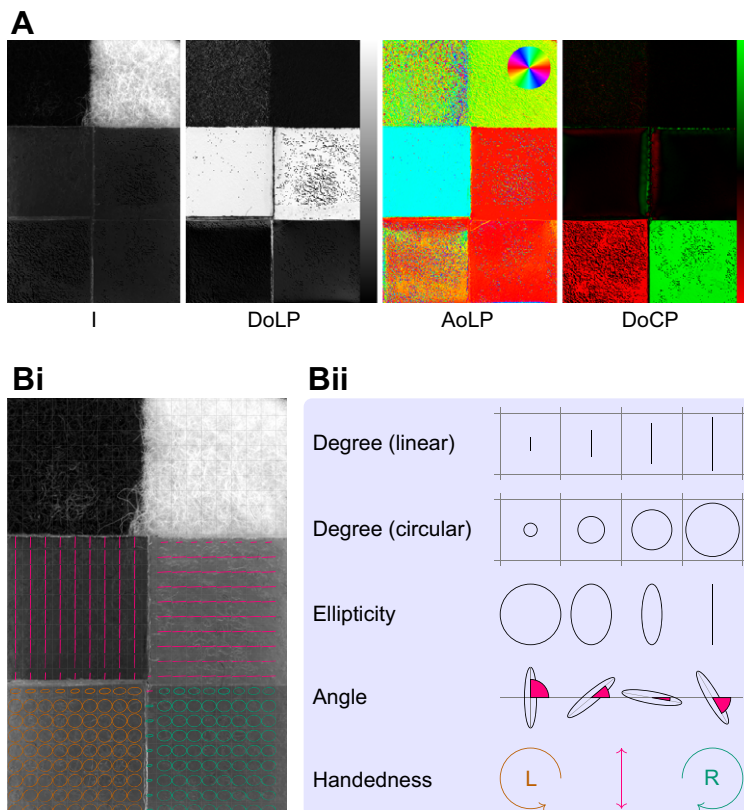 A
I DoLP AoLP DoCP
Bi
Bii
Degree (linear)
Degree (circular)
Ellipticity
Angle
Handedness
L
R